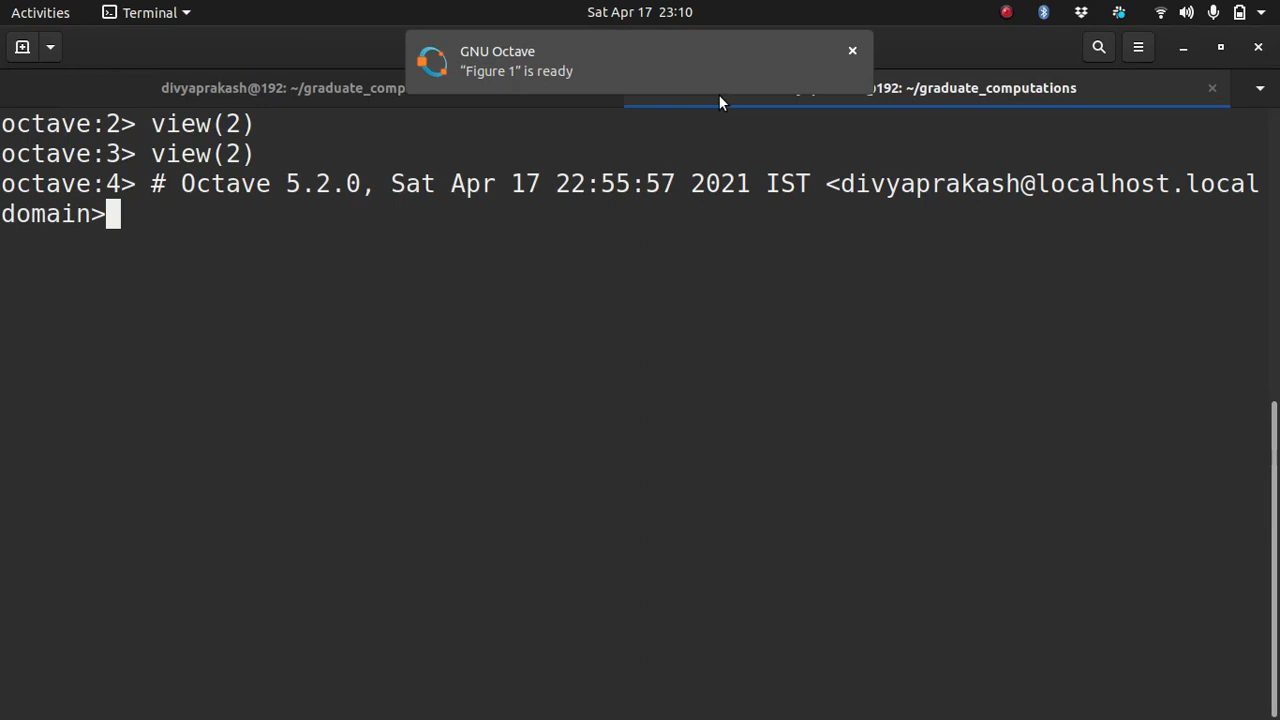 Activities Terminal Sat Apr 17 23:10
GNU Octave
“Figure 1” is ready
divyaprakash@192: ~/graduate_comp @192: ~/graduate_computations
octave:2> view(2)
octave:3> view(2)
octave:4> # Octave 5.2.0, Sat Apr 17 22:55:57 2021 IST <divyaprakash@localhost.local
domain>